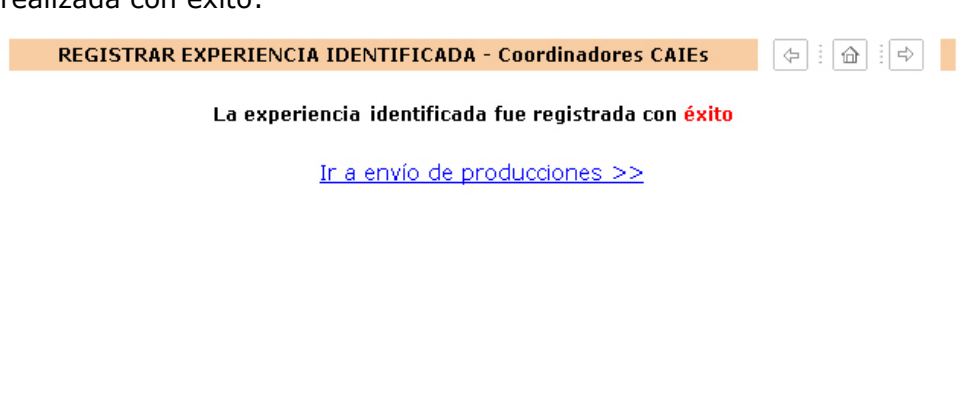 realizada con éxito.
REGISTRAR EXPERIENCIA IDENTIFICADA - Coordinadores CAIEs
La experiencia identificada fue registrada con éxito
Ir a envío de producciones >>